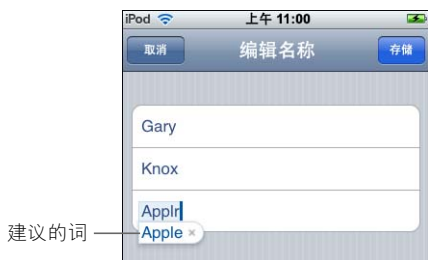 iPod 上午 11:00
取消 编辑名称 存储
Gary
Knox
Applr
建议的词 Apple ×